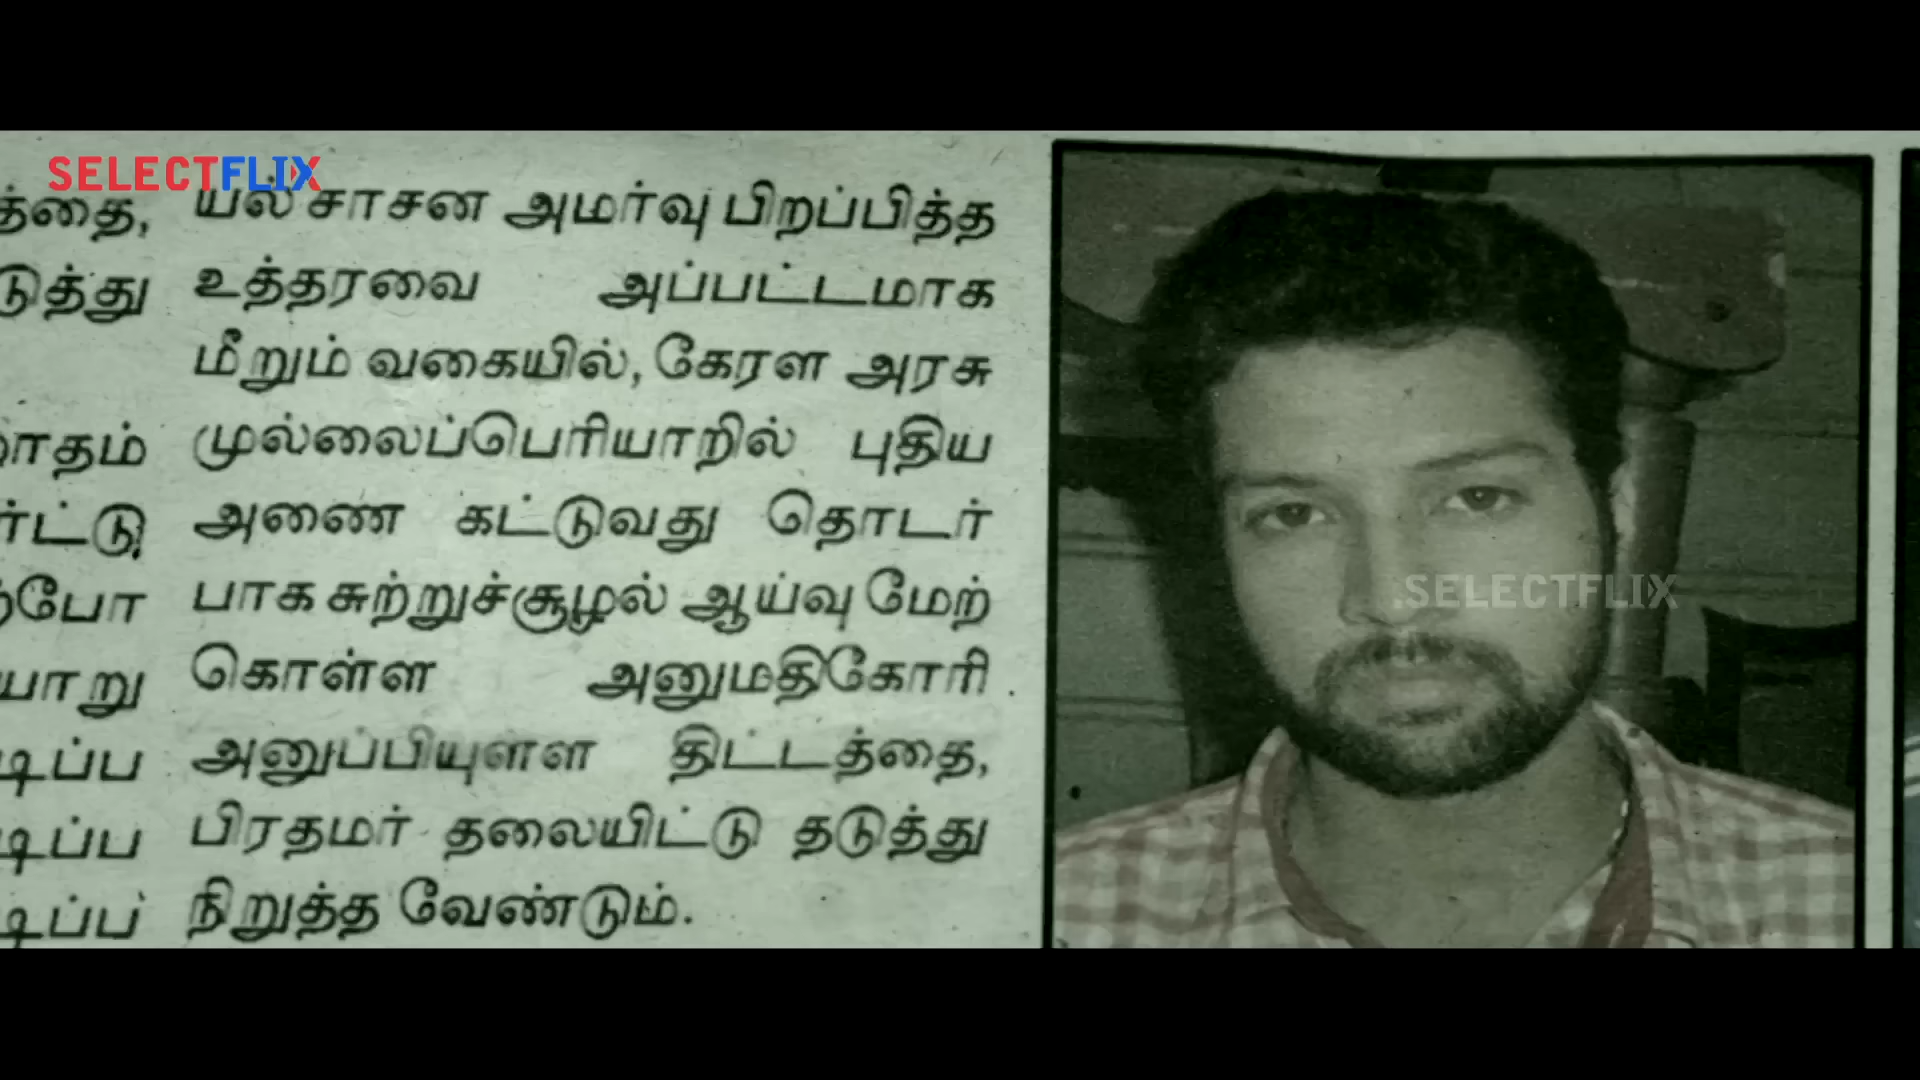 SELECTFLIX
த்தை,
டுத்து
ாதம்
ர்ட்டு
ற்போ
யாறு
டிப்ப
டிப்ப
டிப்ப
யல் சாசன அமர்வு பிறப்பித்த
உத்தரவை அப்பட்டமாக
மீறும் வகையில், கேரள அரசு
முல்லைப்பெரியாறில் புதிய
அணை கட்டுவது தொடர்
பாக சுற்றுச்சூழல் ஆய்வு மேற்
கொள்ள அனுமதிகோரி
அனுப்பியுளள திட்டத்தை,
பிரதமர் தலையிட்டு தடுத்து
நிறுத்த வேண்டும்.
.SELECTFLIX